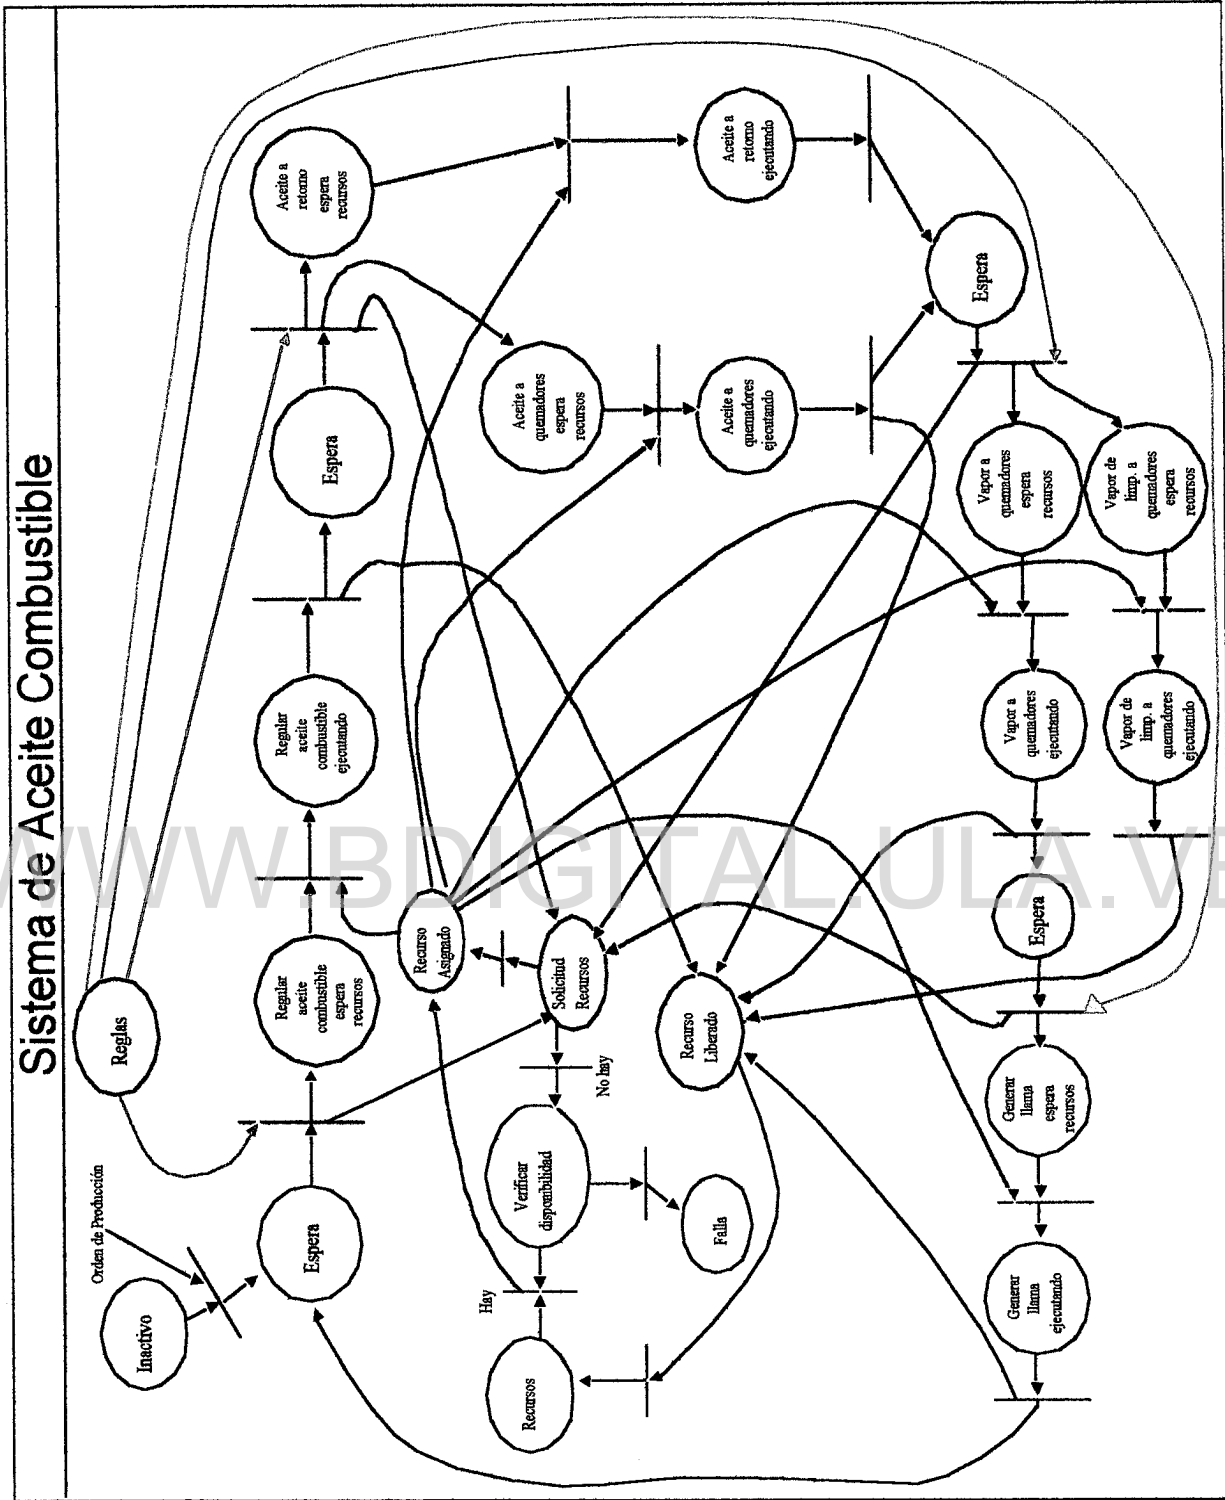 Sistema de Aceite Combustible
Inactivo
Orden de Producción
Reglas
Espera
Regular
aceite
combustible
espera
recursos
Regular
aceite
combustible
ejecutando
Espera
Aceite a
retorno
espera
recursos
Recursos
Hay
Verificar
disponibilidad
No hay
Solicitud
Recursos
Recurso
Asignado
Aceite a
quemadores
espera
recursos
Falla
Recurso
Liberado
Aceite a
quemadores
ejecutando
Aceite a
retorno
ejecutando
Espera
Generar
llama
ejecutando
Generar
llama
espera
recursos
Espera
Vapor a
quemadores
ejecutando
Vapor a
quemadores
espera
recursos
Vapor de
limp. a
quemadores
ejecutando
Vapor de
limp. a
quemadores
espera
recursos
WWW.BDIGITAL.ULA.VE